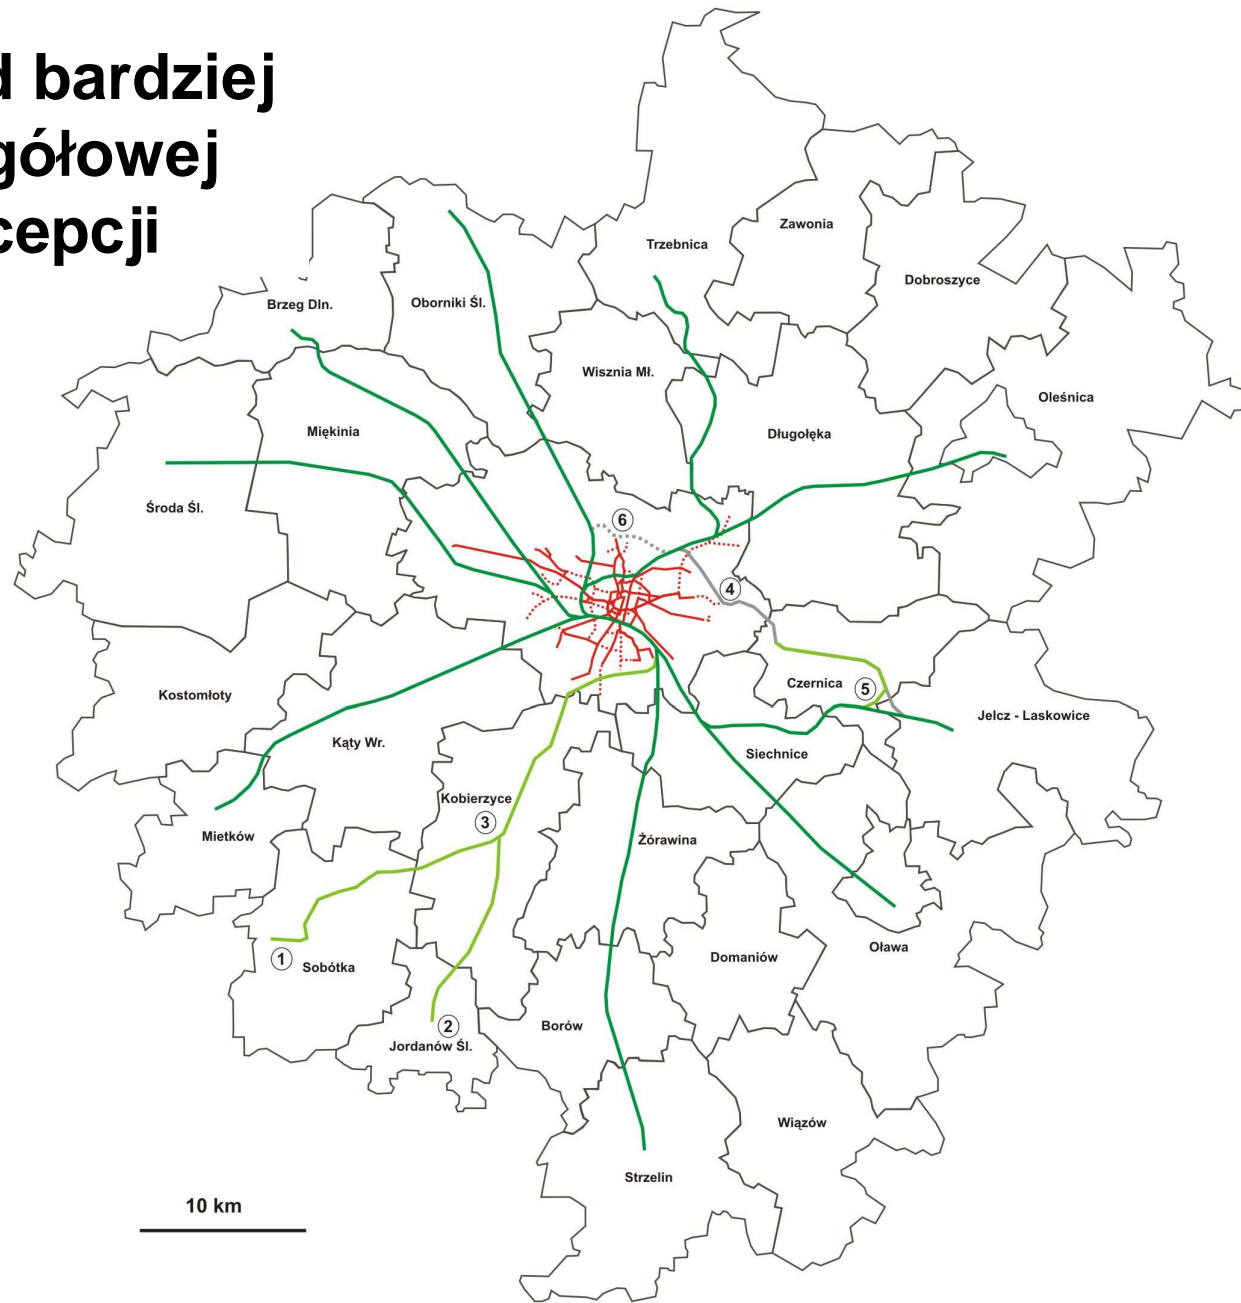 d bardziej
gółowej
cepcji
Zawonia
Trzebnica
Dobroszyce
Brzeg Dln.
Oborniki Śl.
Wisznia Mł.
Oleśnica
Miękinia
Długołęka
Środa Śl.
6
4
Kostomłoty
Czernica
5
Jelcz - Laskowice
Kąty Wr.
Siechnice
Kobierzyce
3
Mietków
Żórawina
1
Sobótka
Domaniów
Oława
2
Borów
Jordanów Śl.
Wiązów
Strzelin
10 km